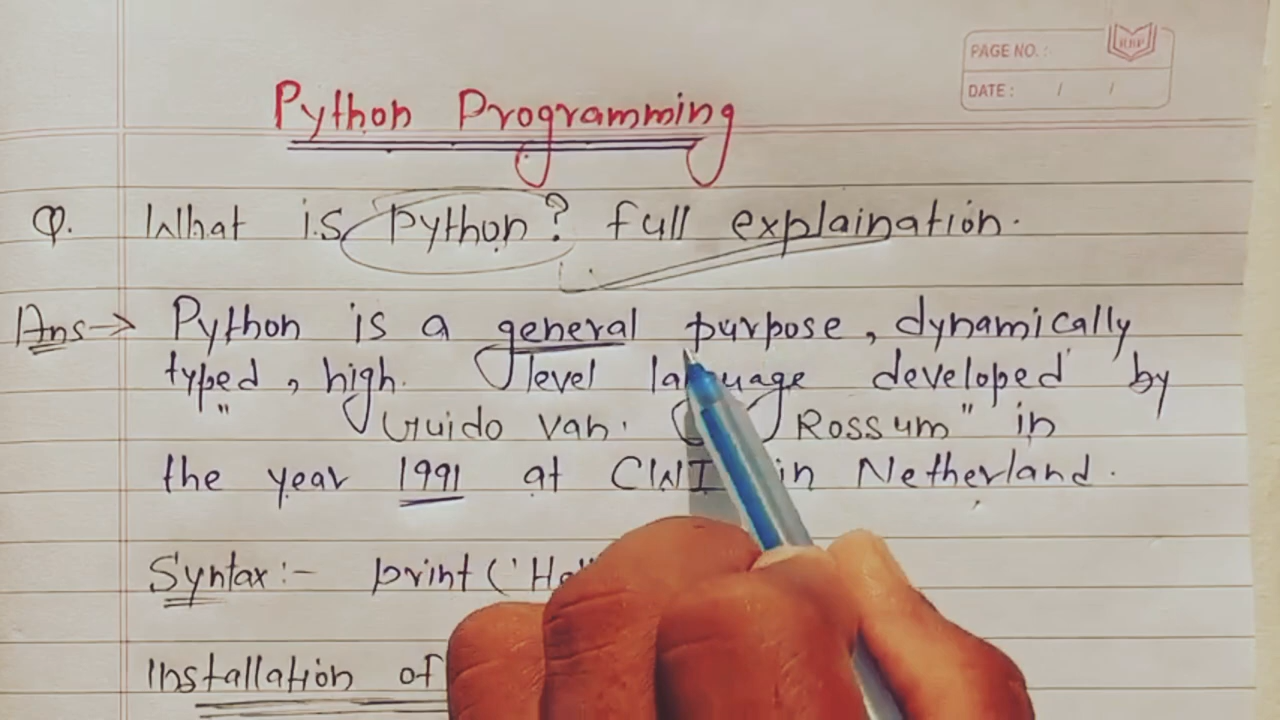 PAGE NO. :
DATE : / /
Python Programming
Q. What is python? full explaination.
Ans → Python is a general purpose, dynamically
typed, high level language developed by
" Guido van Rossum" in
the year 1991 at CWI in Netherland.
Syntax :- print ('He
Installation of